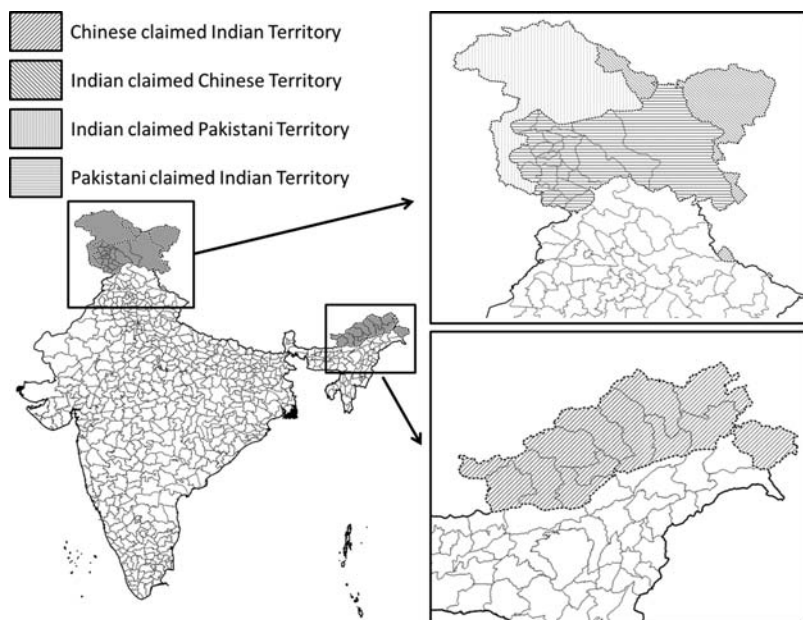 Chinese claimed Indian Territory
Indian claimed Chinese Territory
Indian claimed Pakistani Territory
Pakistani claimed Indian Territory